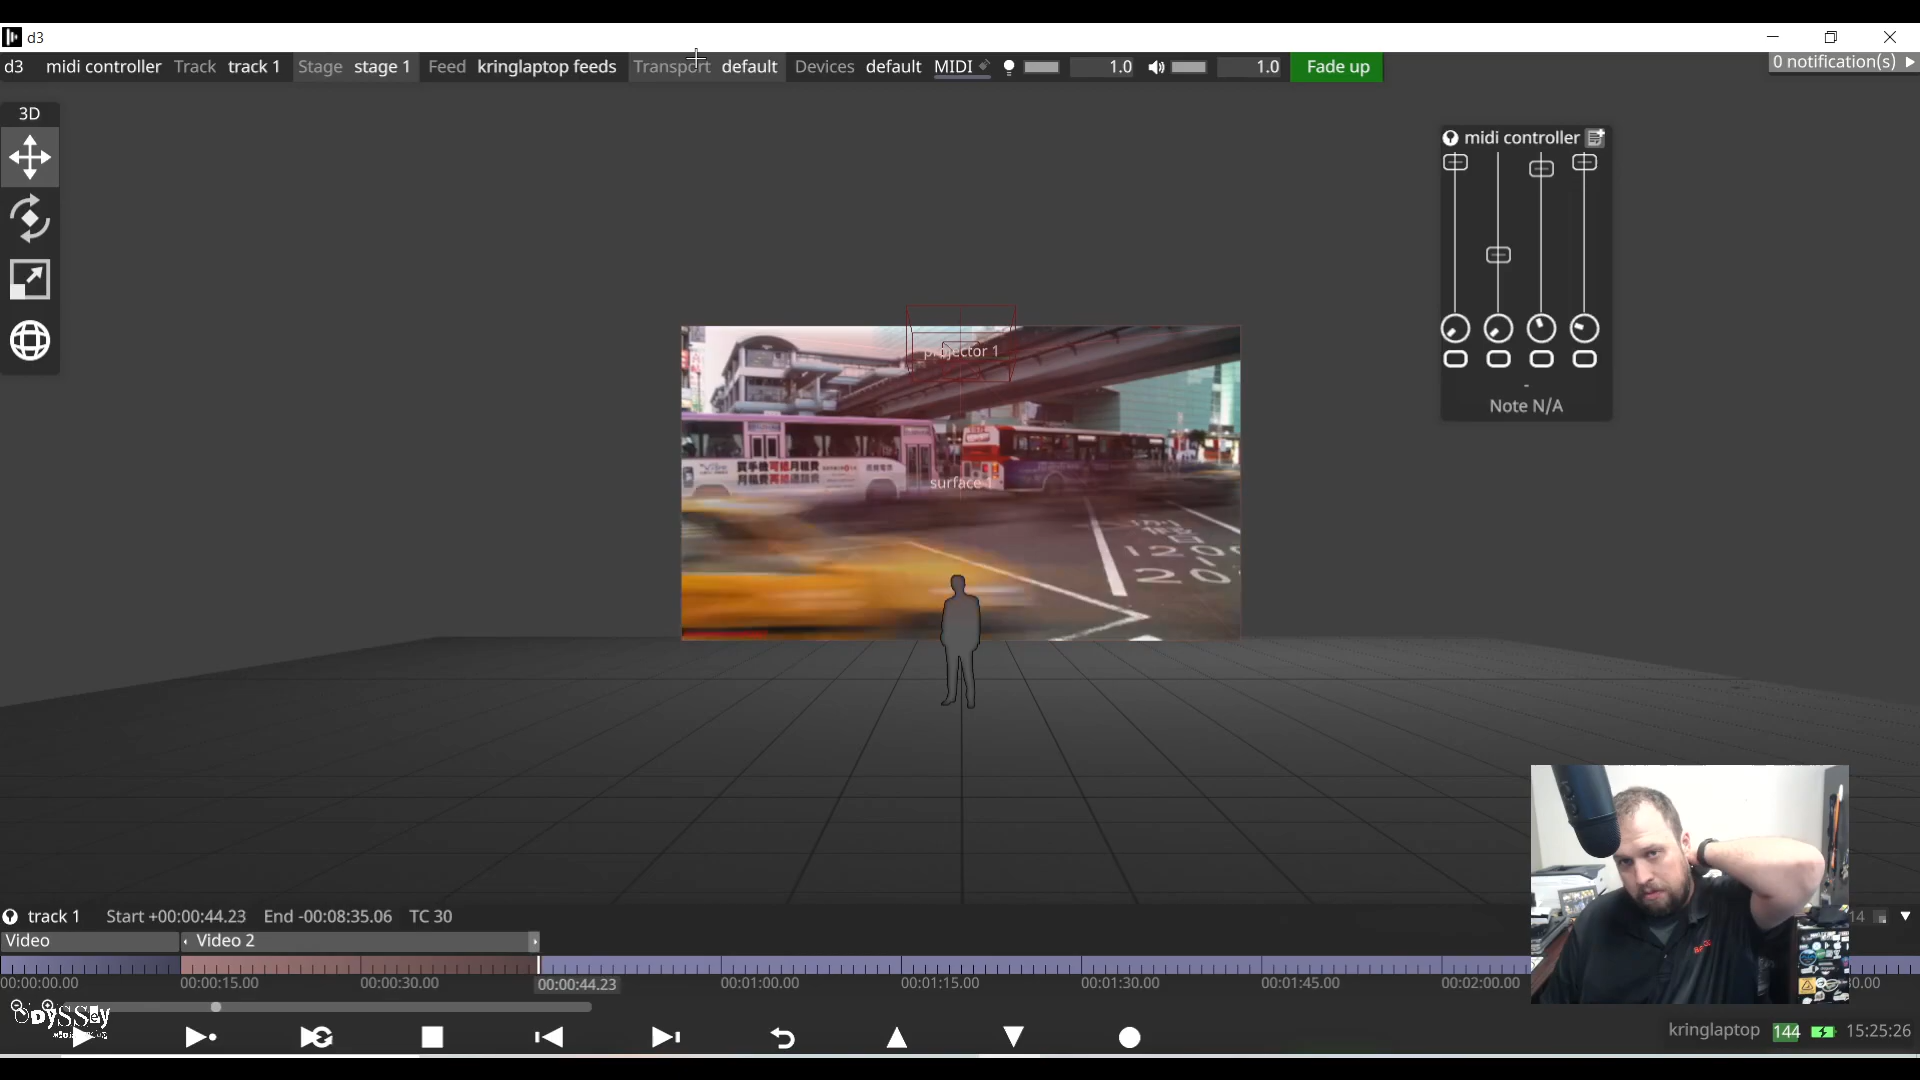 d3
d3 midi controller Track track 1 Stage stage 1 Feed kringlaptop feeds Transport default Devices default MIDI 1.0 1.0 Fade up
0 notification(s)
3D
midi controller
-
Note N/A
projector 1
surface 1
track 1 Start +00:00:44.23 End -00:08:35.06 TC 30
14
Video Video 2
00:00:00.00 00:00:15.00 00:00:30.00 00:00:44.23 00:01:00.00 00:01:15.00 00:01:30.00 00:01:45.00 00:02:00.00
Odyssey
kringlaptop 144 15:25:26